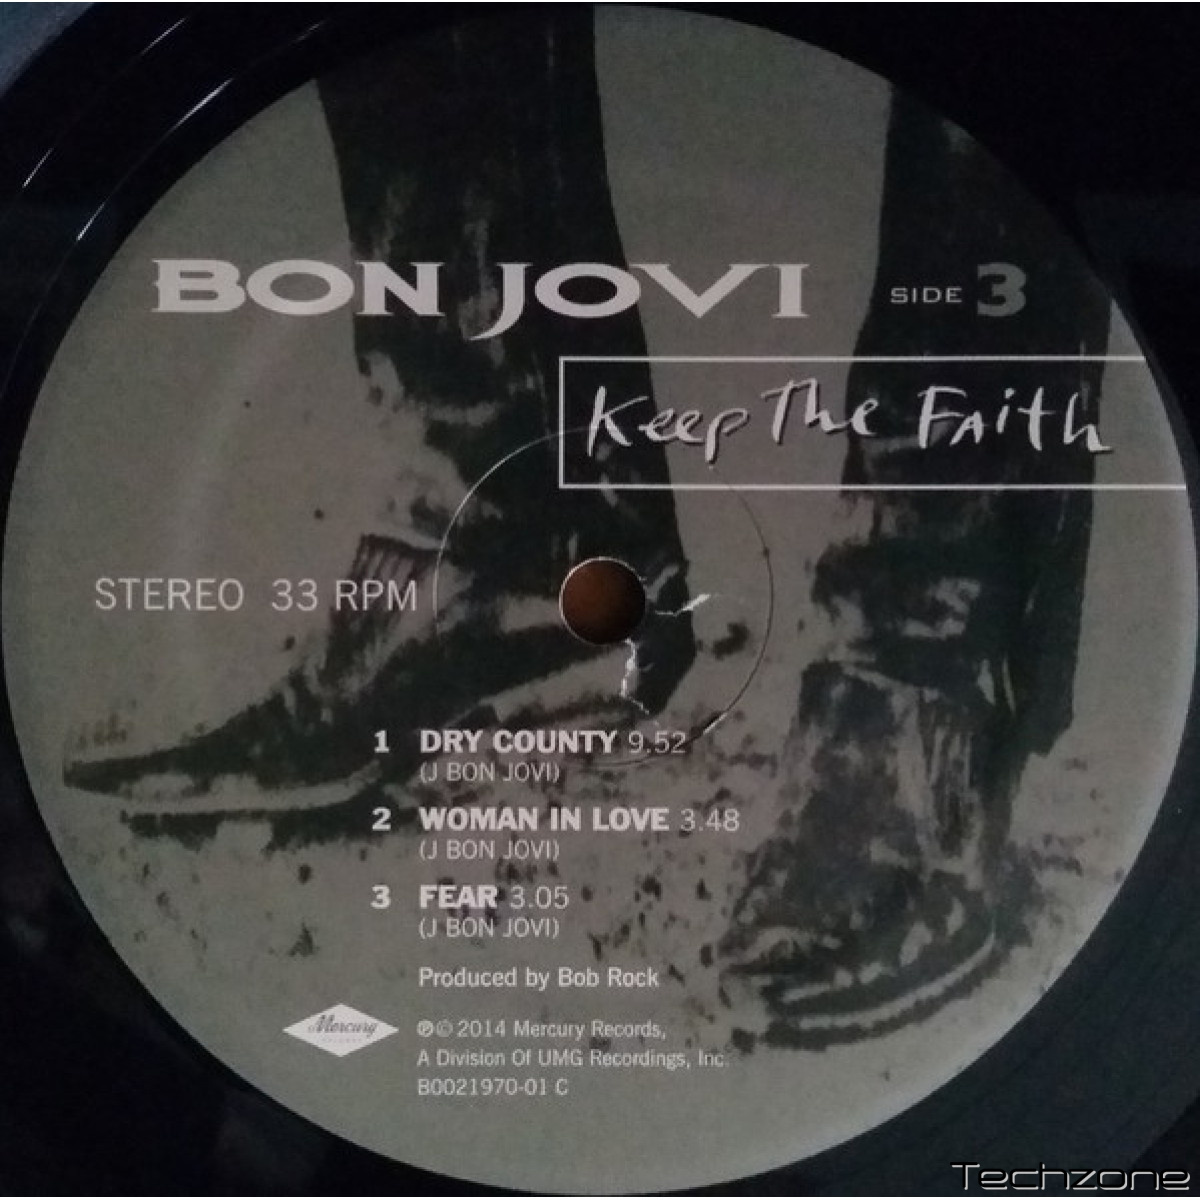 BON JOVI SIDE 3
Keep The Faith
STEREO 33 RPM
1 DRY COUNTY 9.52
(J BON JOVI)
2 WOMAN IN LOVE 3.48
(J BON JOVI)
3 FEAR 3.05
(J BON JOVI)
Produced by Bob Rock
Mercury
℗© 2014 Mercury Records,
A Division Of UMG Recordings, Inc.
B0021970-01 C
Techzone